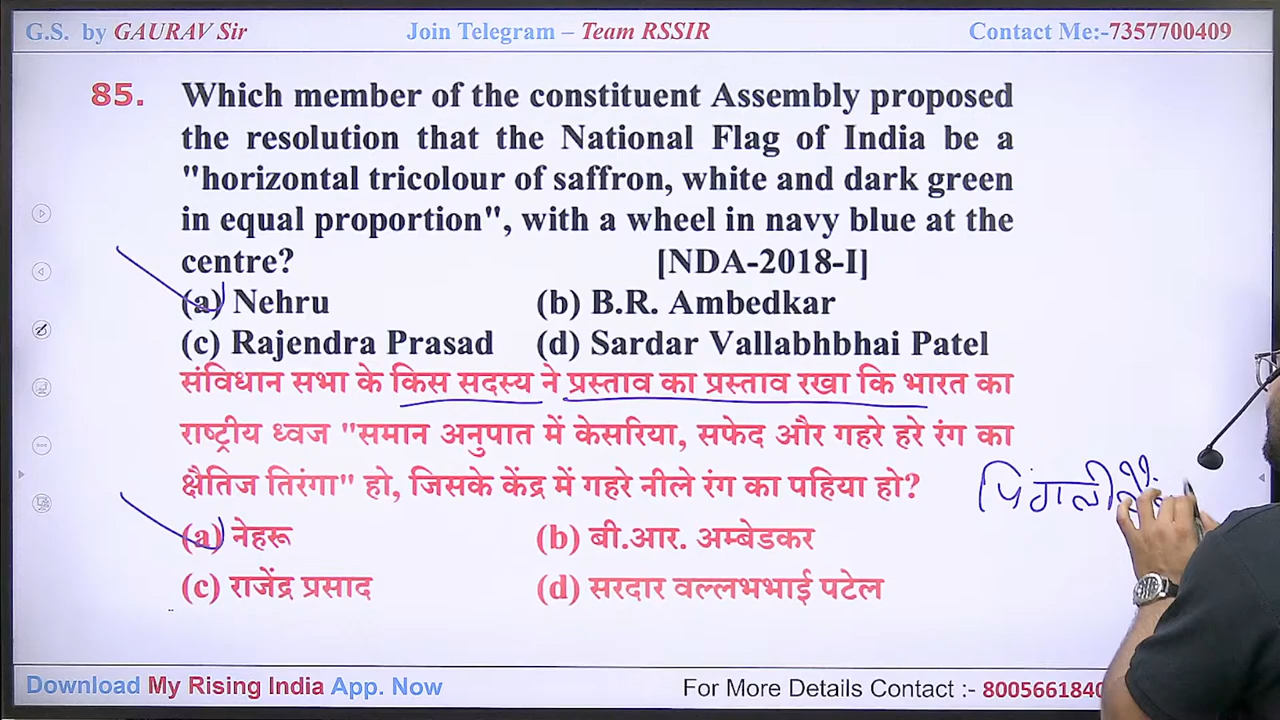 G.S. by GAURAV Sir
Join Telegram – Team RSSIR
Contact Me:-7357700409
85. Which member of the constituent Assembly proposed
the resolution that the National Flag of India be a
"horizontal tricolour of saffron, white and dark green
in equal proportion", with a wheel in navy blue at the
centre? [NDA-2018-I]
(a) Nehru (b) B.R. Ambedkar
(c) Rajendra Prasad (d) Sardar Vallabhbhai Patel
संविधान सभा के किस सदस्य ने प्रस्ताव का प्रस्ताव रखा कि भारत का
राष्ट्रीय ध्वज "समान अनुपात में केसरिया, सफेद और गहरे हरे रंग का
क्षैतिज तिरंगा" हो, जिसके केंद्र में गहरे नीले रंग का पहिया हो?
(a) नेहरू (b) बी.आर. अम्बेडकर
(c) राजेंद्र प्रसाद (d) सरदार वल्लभभाई पटेल
Download My Rising India App. Now
For More Details Contact :- 8005661840